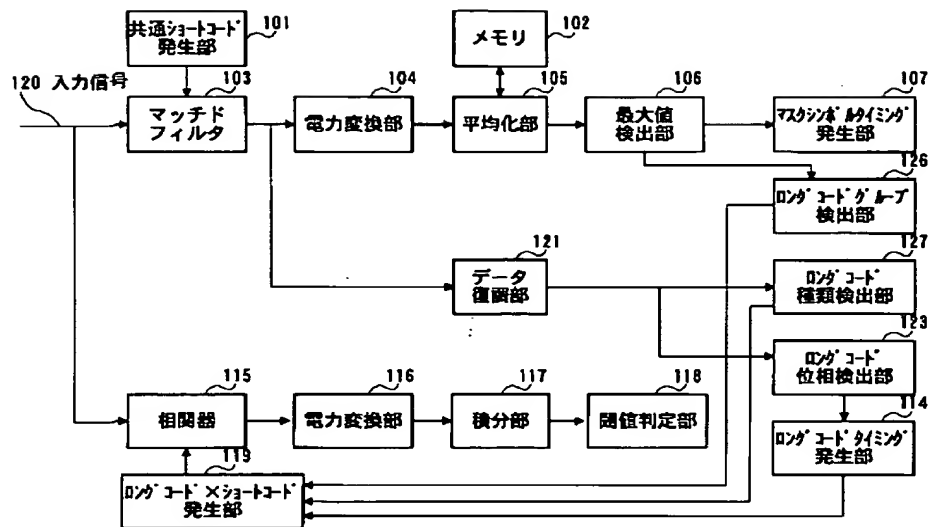 101
共通ショートコード
発生部
120 入力信号
103
マッチド
フィルタ
104
電力変換部
メモリ
102
105
平均化部
106
最大値
検出部
107
マスクシンボルタイミング
発生部
126
ロングコードグループ
検出部
121
データ
復調部
127
ロングコード
種類検出部
123
ロングコード
位相検出部
115
相関器
116
電力変換部
117
積分部
118
閾値判定部
114
ロングコードタイミング
発生部
119
ロングコード×ショートコード
発生部